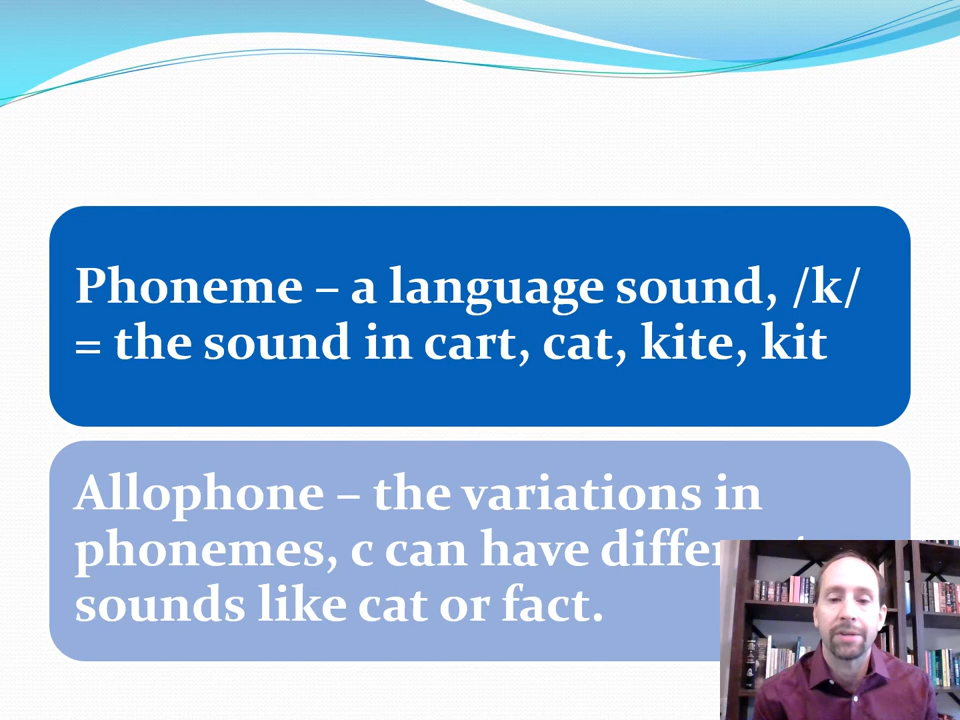 Phoneme – a language sound, /k/
= the sound in cart, cat, kite, kit
Allophone – the variations in
phonemes, c can have different
sounds like cat or fact.